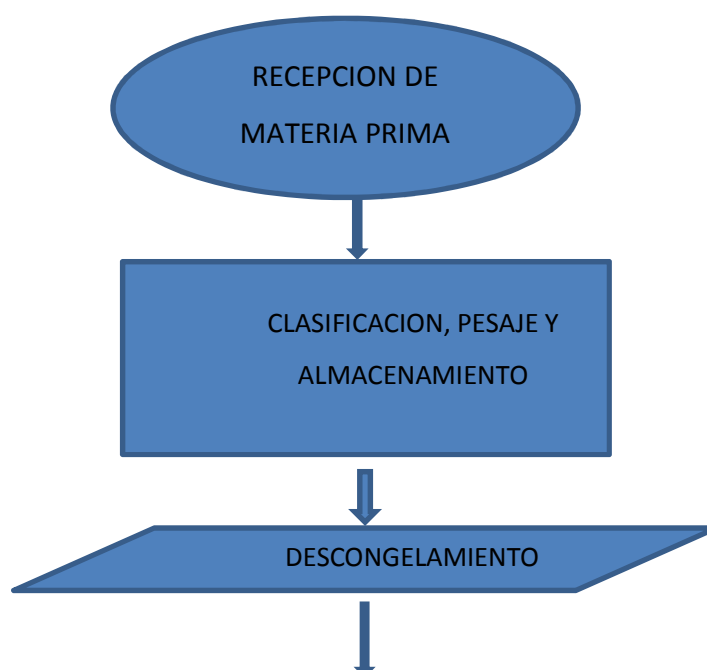 RECEPCION DE
MATERIA PRIMA
CLASIFICACION, PESAJE Y
ALMACENAMIENTO
DESCONGELAMIENTO